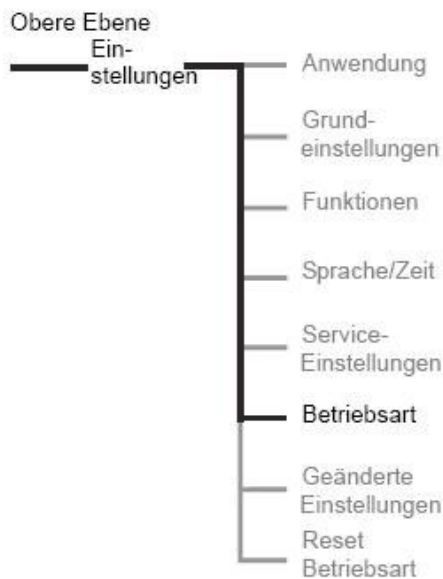 Obere Ebene
Ein-
stellungen
Anwendung
Grund-
einstellungen
Funktionen
Sprache/Zeit
Service-
Einstellungen
Betriebsart
Geänderte
Einstellungen
Reset
Betriebsart